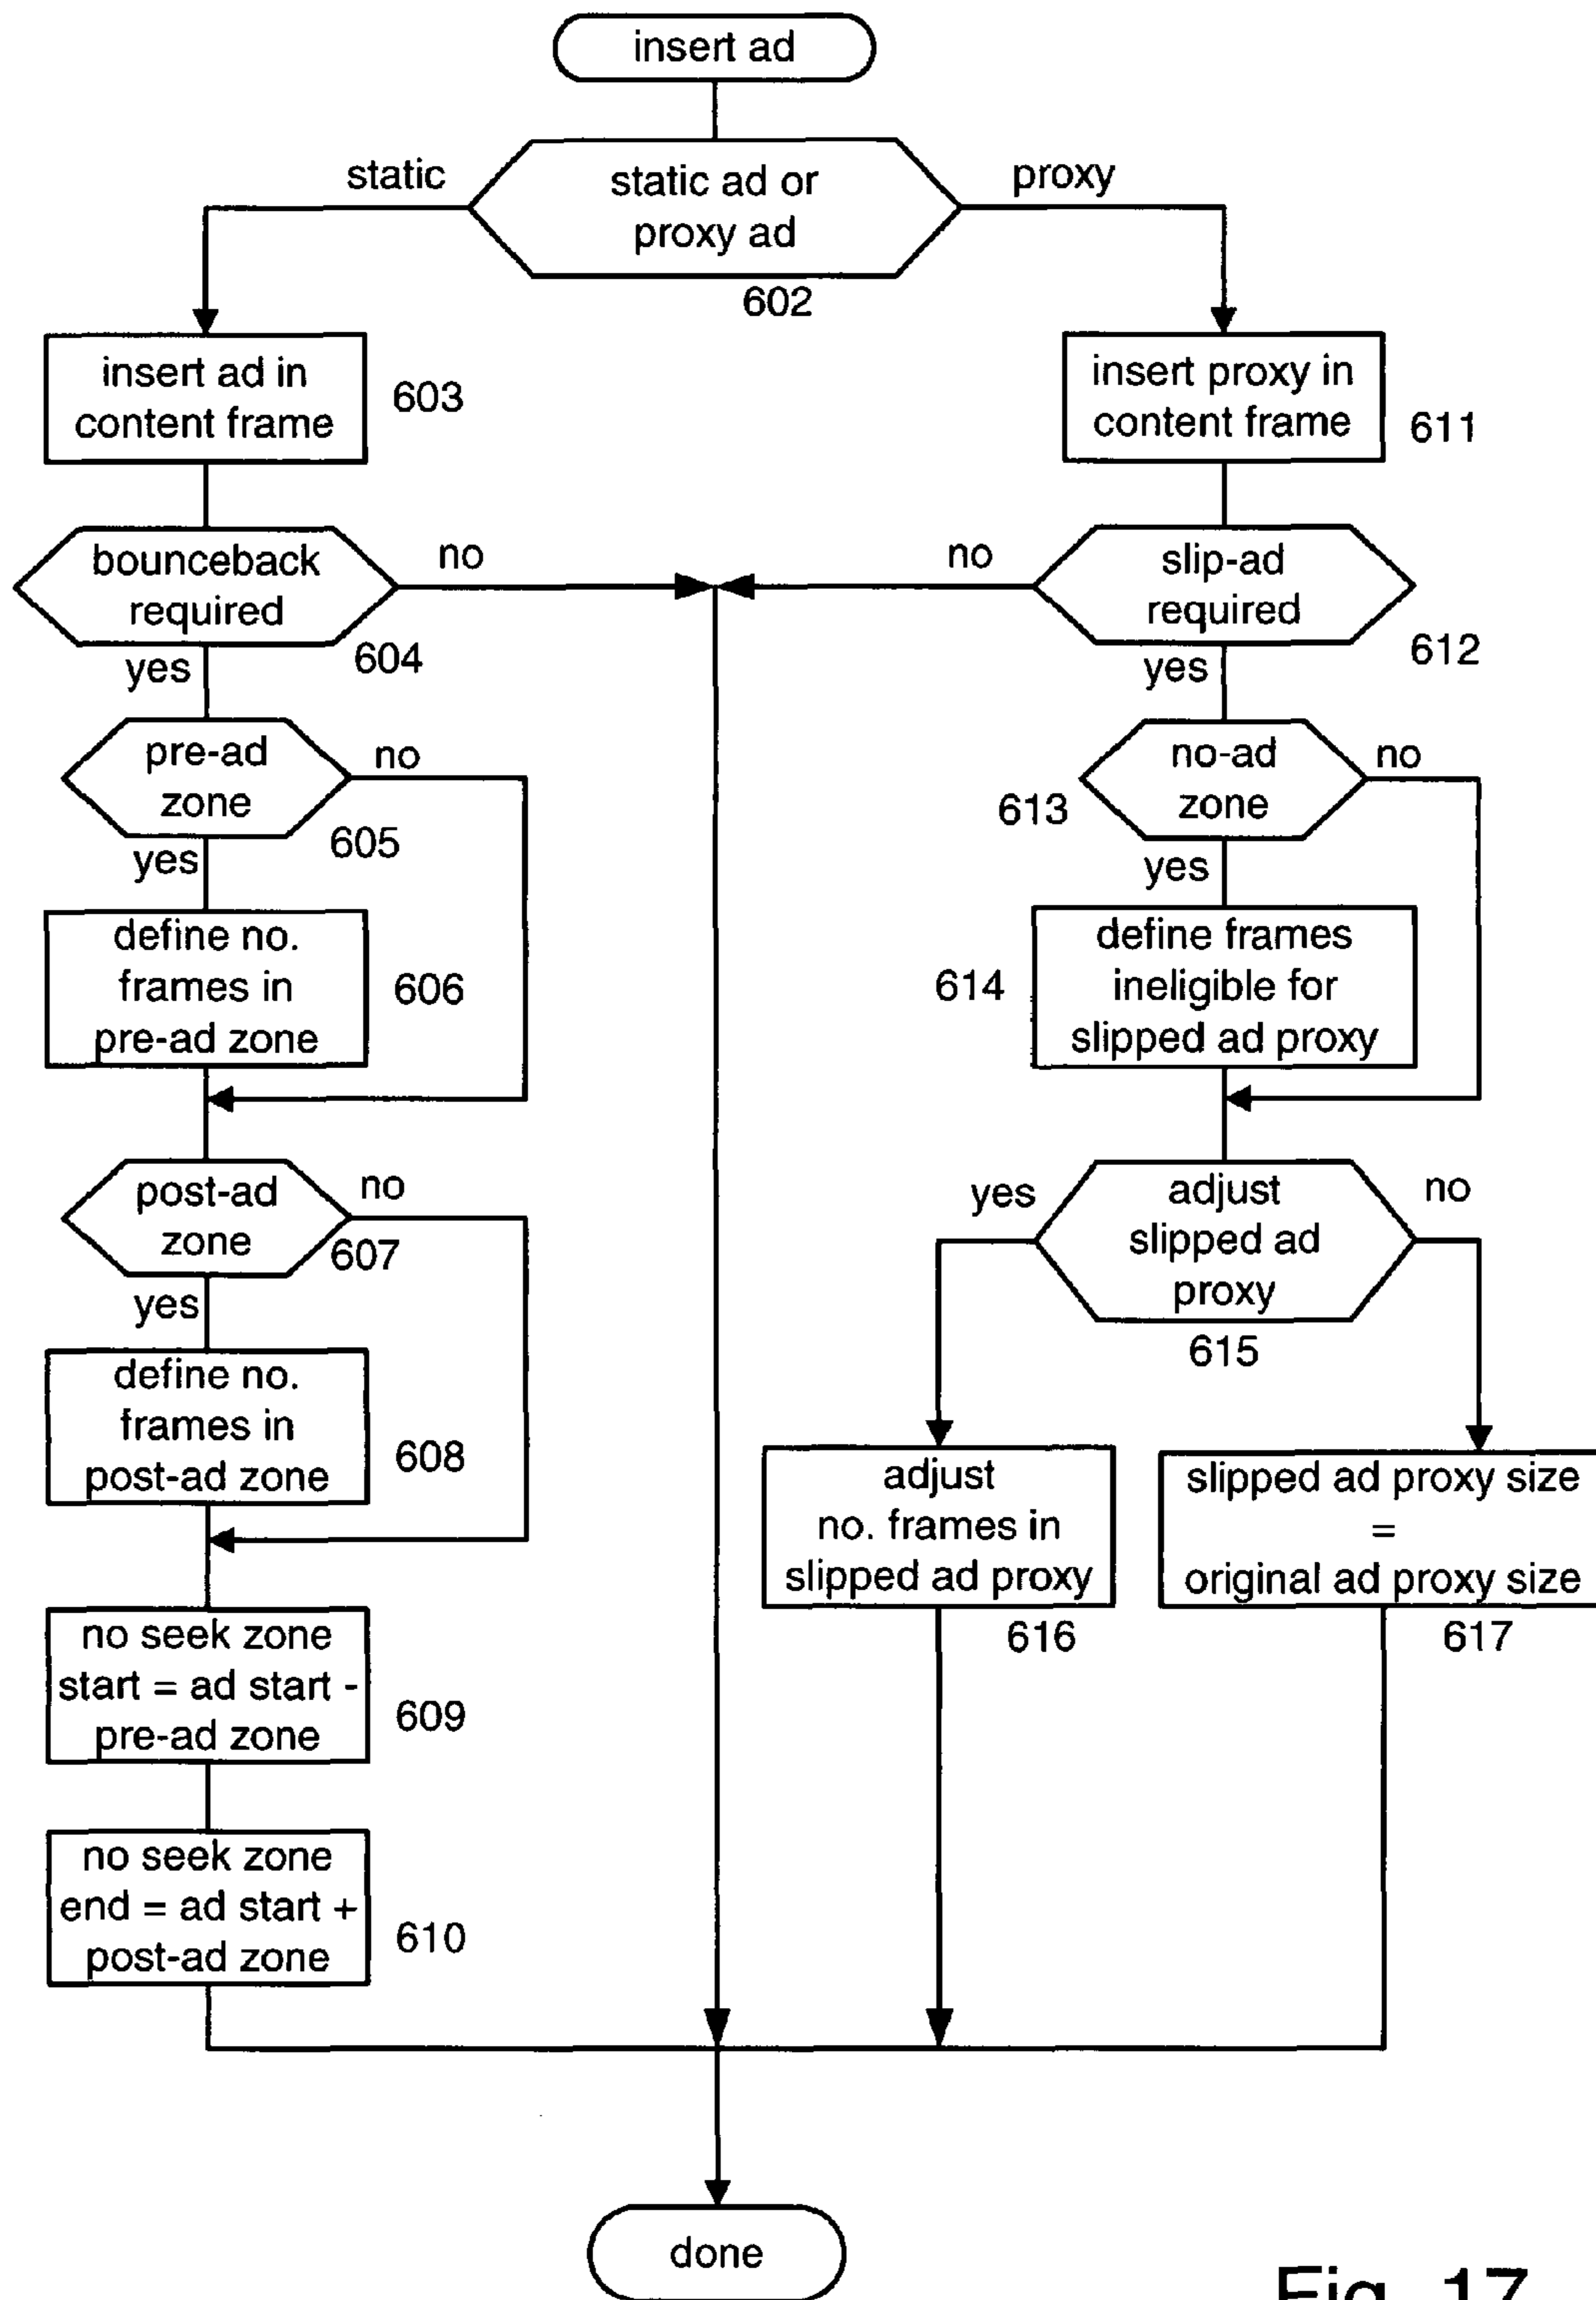 insert ad
static
static ad or
proxy ad
proxy
602
insert ad in
content frame
603
insert proxy in
content frame
611
bounceback
required
no
604
yes
no
slip-ad
required
612
yes
pre-ad
zone
no
605
yes
no-ad
zone
no
613
yes
define no.
frames in
pre-ad zone
606
define frames
ineligible for
slipped ad proxy
614
post-ad
zone
no
607
yes
yes
adjust
slipped ad
proxy
no
615
define no.
frames in
post-ad zone
608
adjust
no. frames in
slipped ad proxy
616
slipped ad proxy size
=
original ad proxy size
617
no seek zone
start = ad start -
pre-ad zone
609
no seek zone
end = ad start +
post-ad zone
610
done
Fig. 17